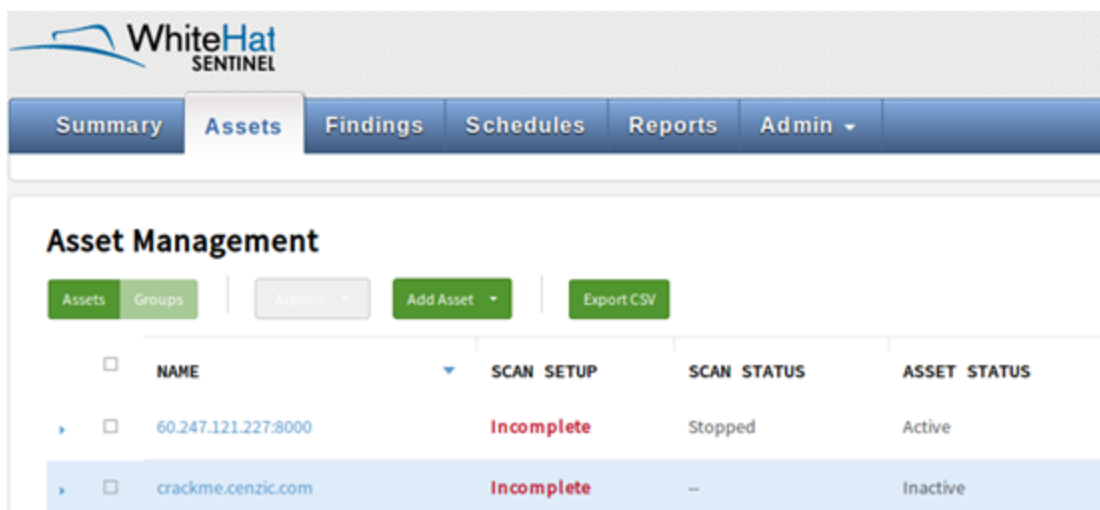 WhiteHat
SENTINEL
Summary Assets Findings Schedules Reports Admin
Asset Management
Assets Groups Actions Add Asset Export CSV
NAME SCAN SETUP SCAN STATUS ASSET STATUS
60.247.121.227:8000 Incomplete Stopped Active
crackme.cenzic.com Incomplete -- Inactive